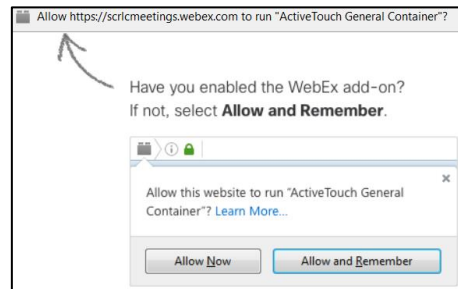 Allow https://scrlcmeetings.webex.com to run "ActiveTouch General Container"?
Have you enabled the WebEx add-on?
If not, select Allow and Remember.
Allow this website to run "ActiveTouch General
Container"? Learn More...
Allow Now
Allow and Remember